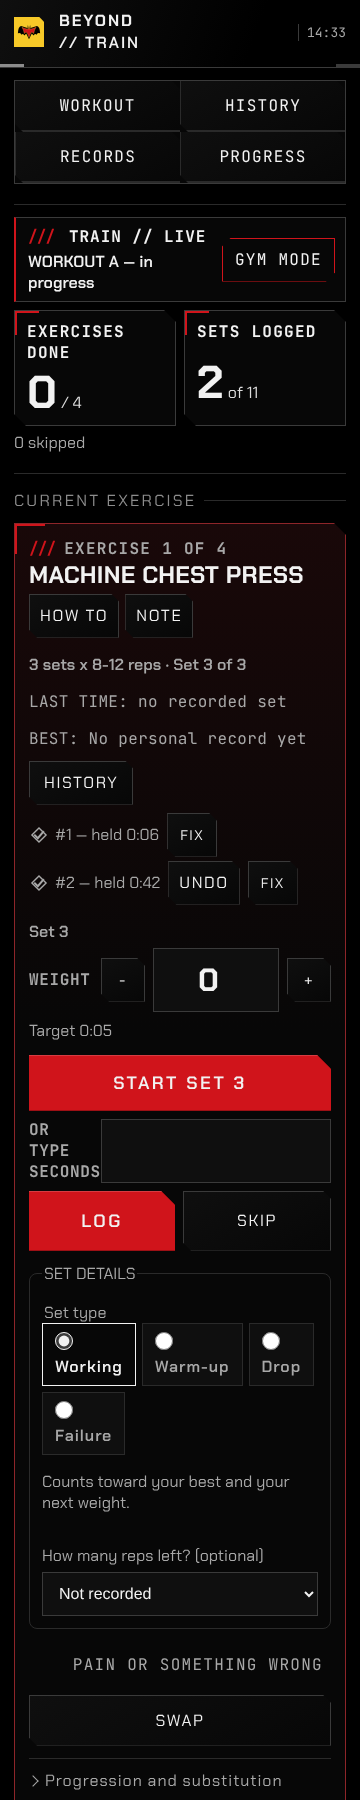 BEYOND
// TRAIN
14:33
WORKOUT
HISTORY
RECORDS
PROGRESS
/// TRAIN // LIVE
WORKOUT A — in
progress
GYM MODE
EXERCISES
DONE
0 / 4
SETS LOGGED
2 of 11
0 skipped
CURRENT EXERCISE
/// EXERCISE 1 OF 4
MACHINE CHEST PRESS
HOW TO
NOTE
3 sets x 8-12 reps · Set 3 of 3
LAST TIME: no recorded set
BEST: No personal record yet
HISTORY
#1 — held 0:06
FIX
#2 — held 0:42
UNDO
FIX
Set 3
WEIGHT
-
0
+
Target 0:05
START SET 3
OR
TYPE
SECONDS
LOG
SKIP
SET DETAILS
Set type
Working
Warm-up
Drop
Failure
Counts toward your best and your
next weight.
How many reps left? (optional)
Not recorded
PAIN OR SOMETHING WRONG
SWAP
Progression and substitution